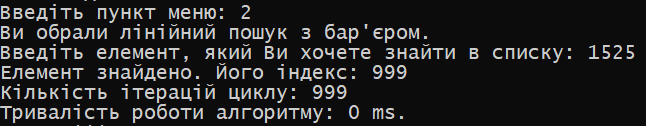 Введіть пункт меню: 2
Ви обрали лінійний пошук з бар'єром.
Введіть елемент, який Ви хочете знайти в списку: 1525
Елемент знайдено. Його індекс: 999
Кількість ітерацій циклу: 999
Тривалість роботи алгоритму: 0 ms.